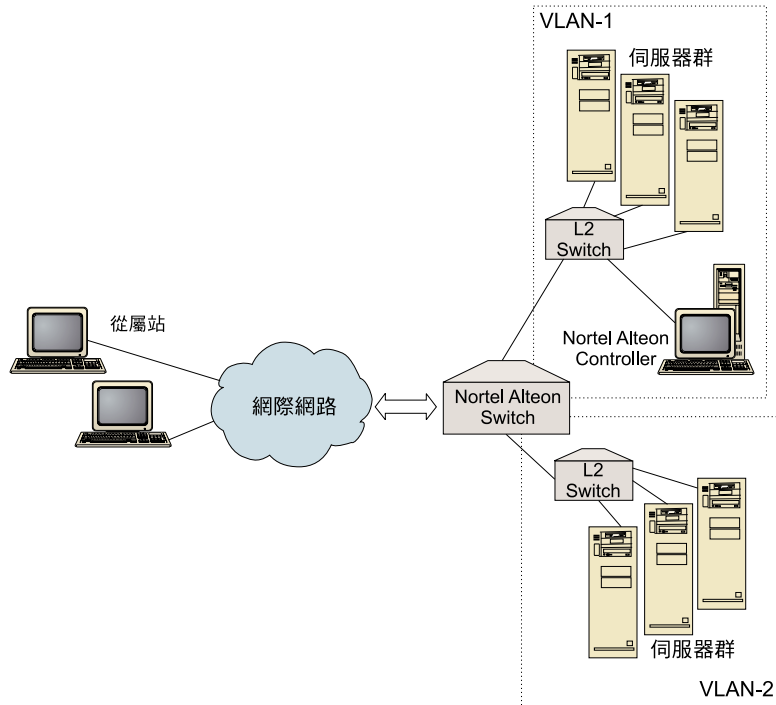 VLAN-1
伺服器群
L2
Switch
Nortel Alteon
Controller
從屬站
網際網路
Nortel Alteon
Switch
L2
Switch
伺服器群
VLAN-2